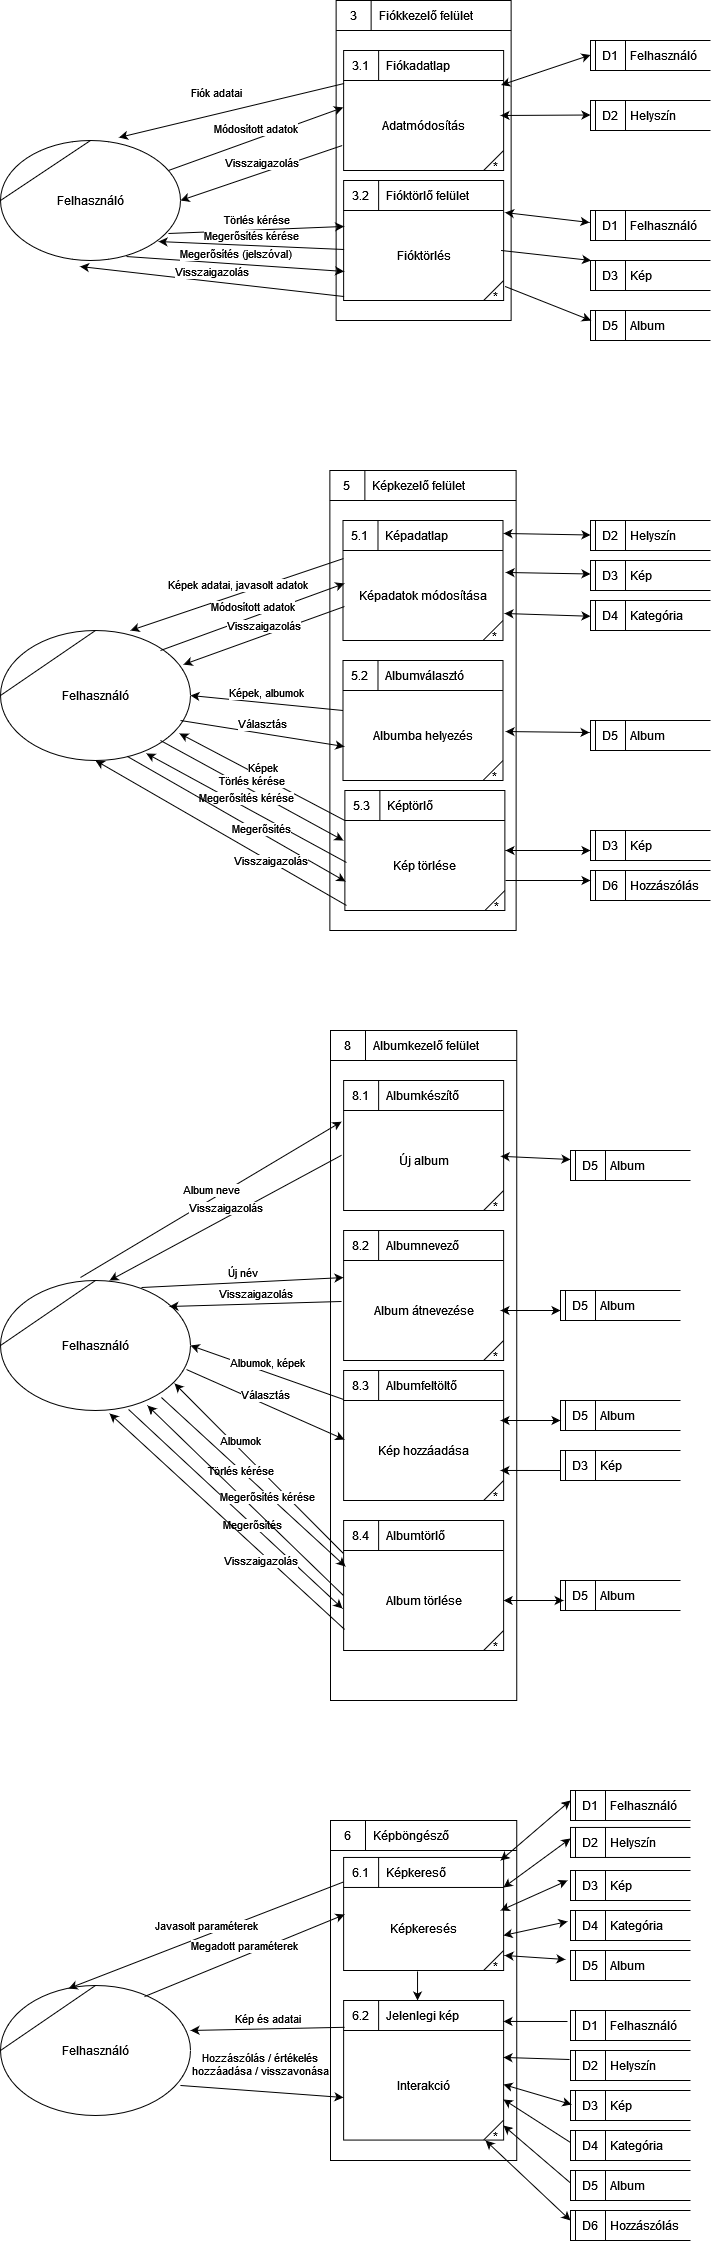 3 Fiókkezelő felület
3.1 Fiókadatlap
D1 Felhasználó
Fiók adatai
Módosított adatok
Adatmódosítás
D2 Helyszín
Visszaigazolás
*
Felhasználó
3.2 Fióktörlő felület
Törlés kérése
D1 Felhasználó
Megerősítés kérése
Megerősítés (jelszóval)
Fióktörlés
Visszaigazolás
D3 Kép
*
D5 Album
5 Képkezelő felület
5.1 Képadatlap
D2 Helyszín
Képek adatai, javasolt adatok
D3 Kép
Módósított adatok
Képadatok módosítása
D4 Kategória
Visszaigazolás
*
5.2 Albumválasztó
Felhasználó
Képek, albumok
Választás
Albumba helyezés
D5 Album
Képek
*
Törlés kérése
Megerősítés kérése
5.3 Képtörlő
Megerősítés
D3 Kép
Visszaigazolás
Kép törlése
D6 Hozzászólás
*
8 Albumkezelő felület
8.1 Albumkészítő
Új album
D5 Album
Album neve
Visszaigazolás
*
8.2 Albumnevező
Új név
Visszaigazolás
Album átnevezése
D5 Album
Felhasználó
*
Albumok, képek
8.3 Albumfeltöltő
Választás
D5 Album
Albumok
Kép hozzáadása
D3 Kép
Törlés kérése
*
Megerősítés kérése
Megerősítés
8.4 Albumtörlő
Visszaigazolás
Album törlése
D5 Album
*
D1 Felhasználó
6 Képböngésző
D2 Helyszín
6.1 Képkereső
D3 Kép
Javasolt paraméterek
Képkeresés
D4 Kategória
Megadott paraméterek
*
D5 Album
6.2 Jelenlegi kép
D1 Felhasználó
Kép és adatai
Felhasználó
Hozzászólás / értékelés
hozzáadása / visszavonása
D2 Helyszín
Interakció
D3 Kép
*
D4 Kategória
D5 Album
D6 Hozzászólás